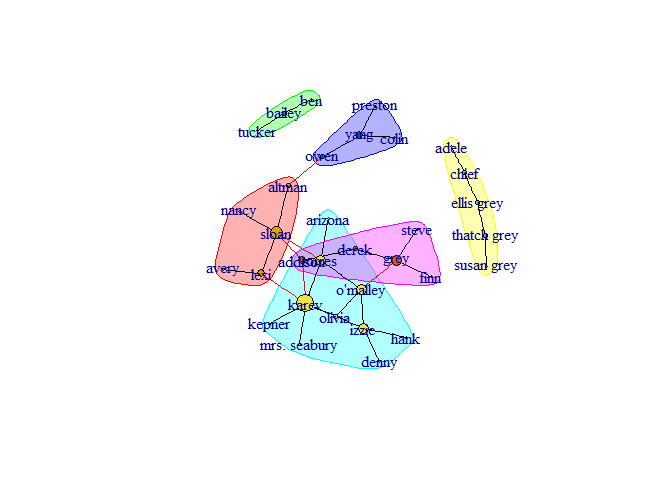 ben
preston
bailey
tucker
yang
colin
owen
adele
chief
altman
ellis grey
nancy
arizona
sloan
steve
thatch grey
derek
addison
torres
grey
susan grey
avery
lexi
finn
o'malley
karev
olivia
kepner
izzie
hank
mrs. seabury
denny